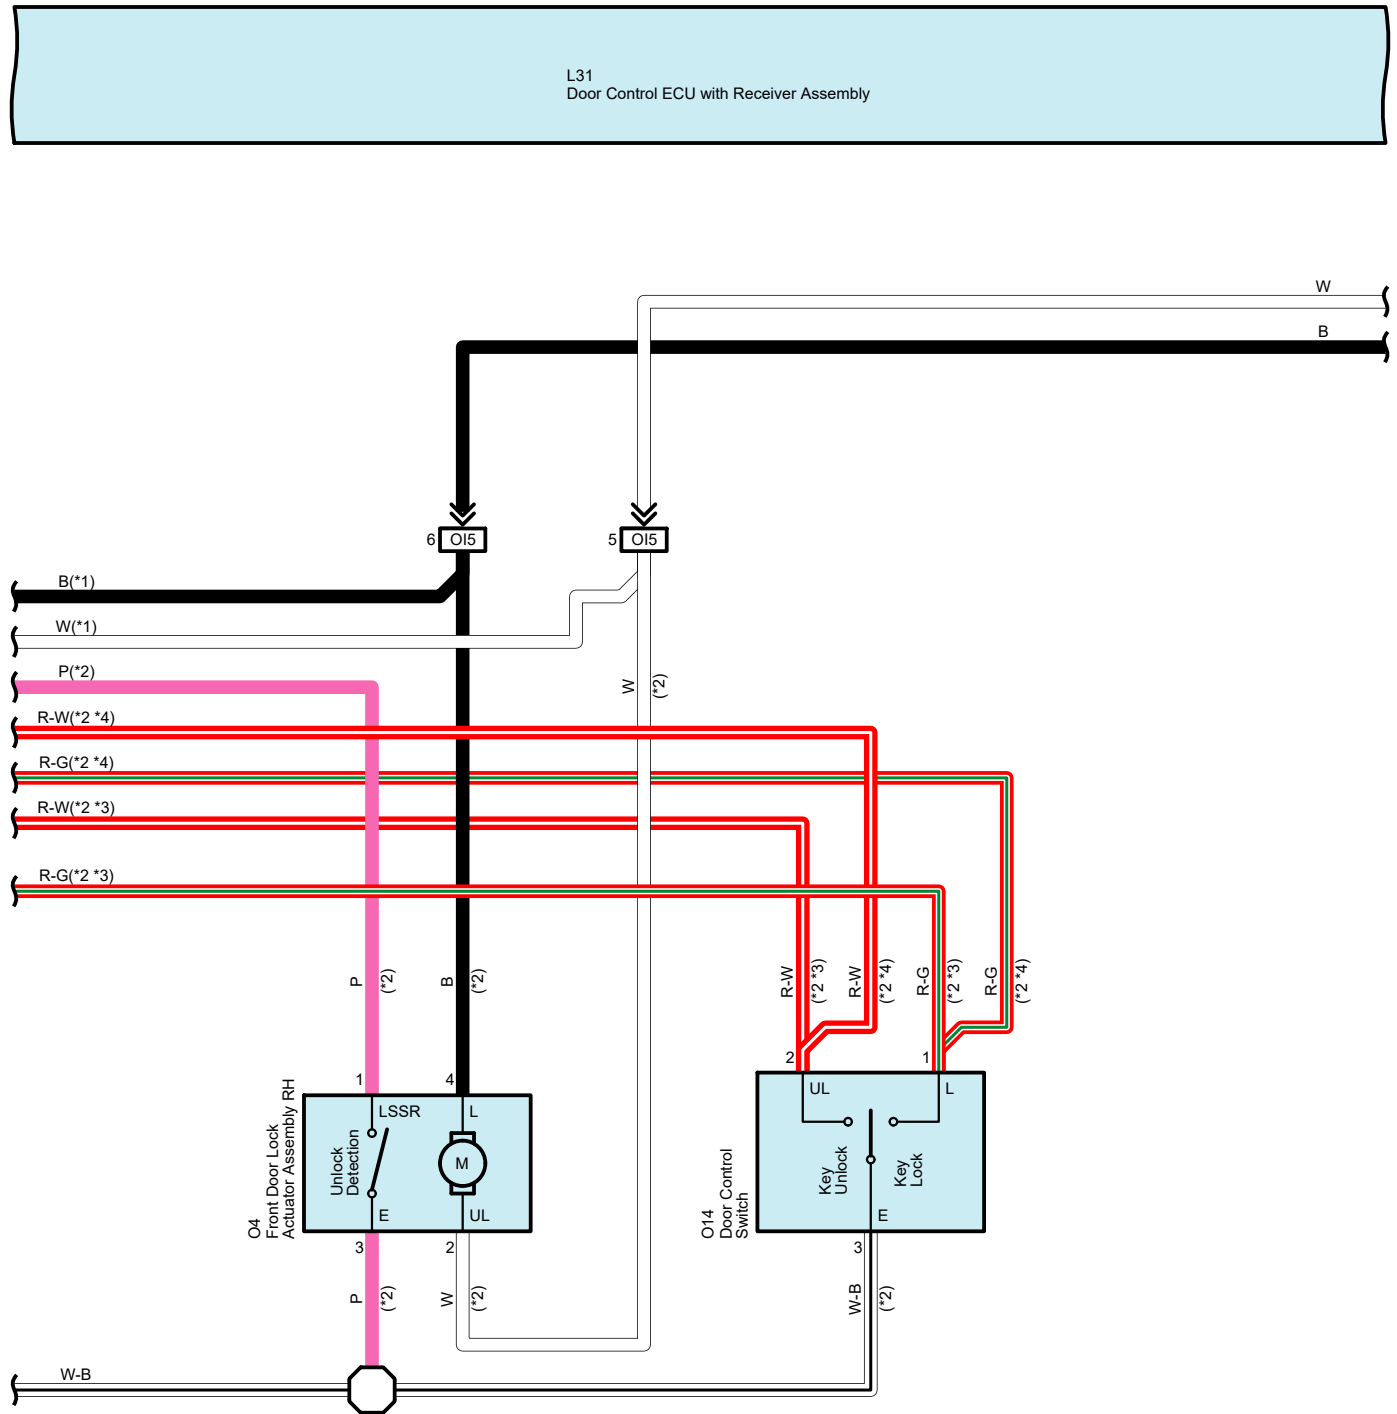 L31
Door Control ECU with Receiver Assembly
W
B
6 OI5
5 OI5
B(*1)
W(*1)
P(*2)
W
(*2)
R-W(*2 *4)
R-G(*2 *4)
R-W(*2 *3)
R-G(*2 *3)
P
(*2)
B
(*2)
R-W
(*2 *3)
R-W
(*2 *4)
R-G
(*2 *3)
R-G
(*2 *4)
1
4
2
1
O4
Front Door Lock
Actuator Assembly RH
LSSR
L
Unlock
Detection
M
E
UL
3
2
O14
Door Control
Switch
UL
L
Key
Unlock
Key
Lock
E
3
P
(*2)
W
(*2)
W-B
(*2)
W-B